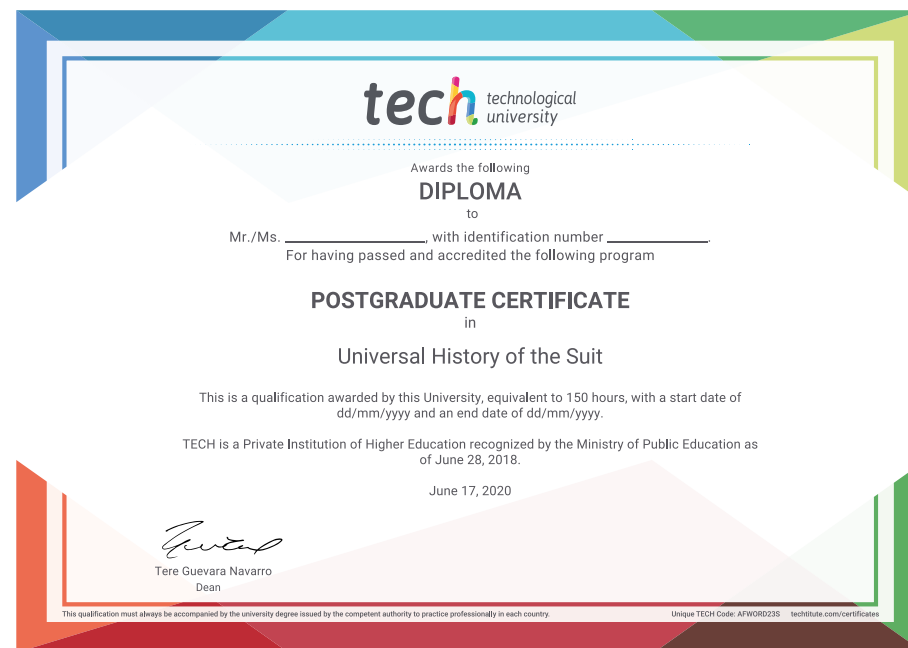 tech technological
university
Awards the following
DIPLOMA
to
Mr./Ms. ____________, with identification number ____________.
For having passed and accredited the following program
POSTGRADUATE CERTIFICATE
in
Universal History of the Suit
This is a qualification awarded by this University, equivalent to 150 hours, with a start date of
dd/mm/yyyy and an end date of dd/mm/yyyy.
TECH is a Private Institution of Higher Education recognized by the Ministry of Public Education as
of June 28, 2018.
June 17, 2020
Tere Guevara Navarro
Dean
This qualification must always be accompanied by the university degree issued by the competent authority to practice professionally in each country. Unique TECH Code: AFWORD23S techtitute.com/certificates